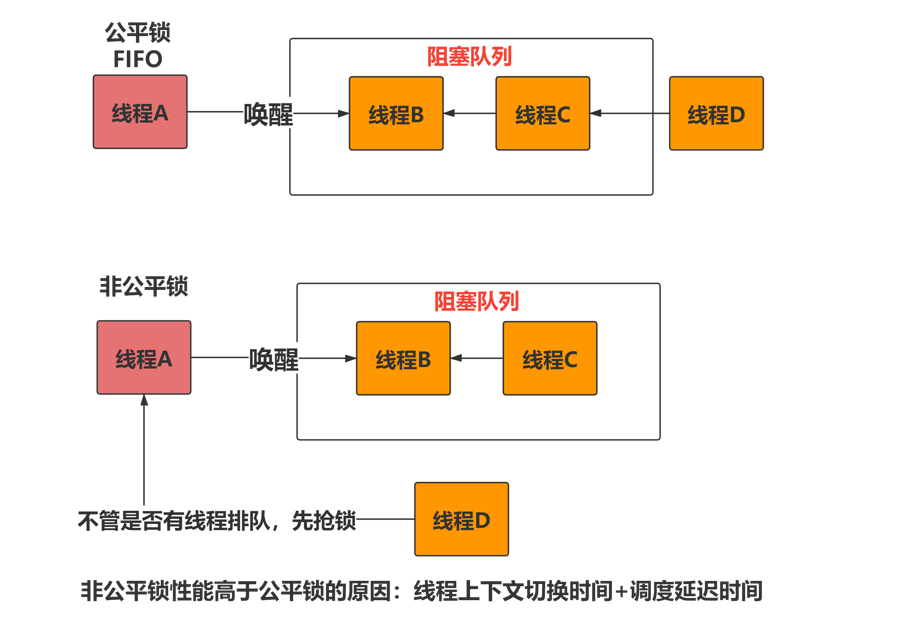 公平锁
FIFO
阻塞队列
线程A
唤醒
线程B
线程C
线程D
非公平锁
阻塞队列
线程A
唤醒
线程B
线程C
不管是否有线程排队，先抢锁
线程D
非公平锁性能高于公平锁的原因：线程上下文切换时间+调度延迟时间